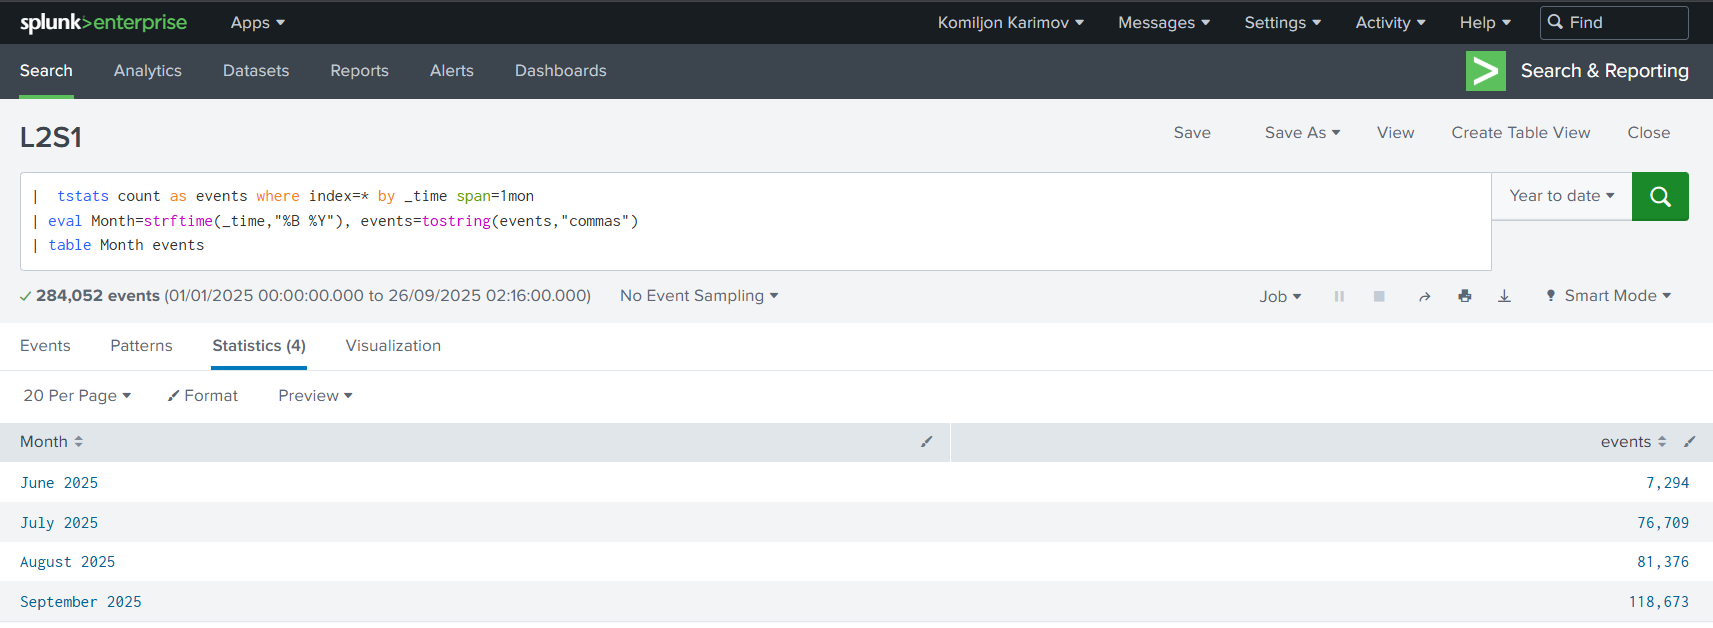 splunk>enterprise Apps Komiljon Karimov Messages Settings Activity Help Find
Search Analytics Datasets Reports Alerts Dashboards Search & Reporting
L2S1 Save Save As View Create Table View Close
| tstats count as events where index=* by _time span=1mon
| eval Month=strftime(_time,"%B %Y"), events=tostring(events,"commas")
| table Month events
Year to date
284,052 events (01/01/2025 00:00:00.000 to 26/09/2025 02:16:00.000) No Event Sampling Job Smart Mode
Events Patterns Statistics (4) Visualization
20 Per Page Format Preview
Month events
June 2025 7,294
July 2025 76,709
August 2025 81,376
September 2025 118,673